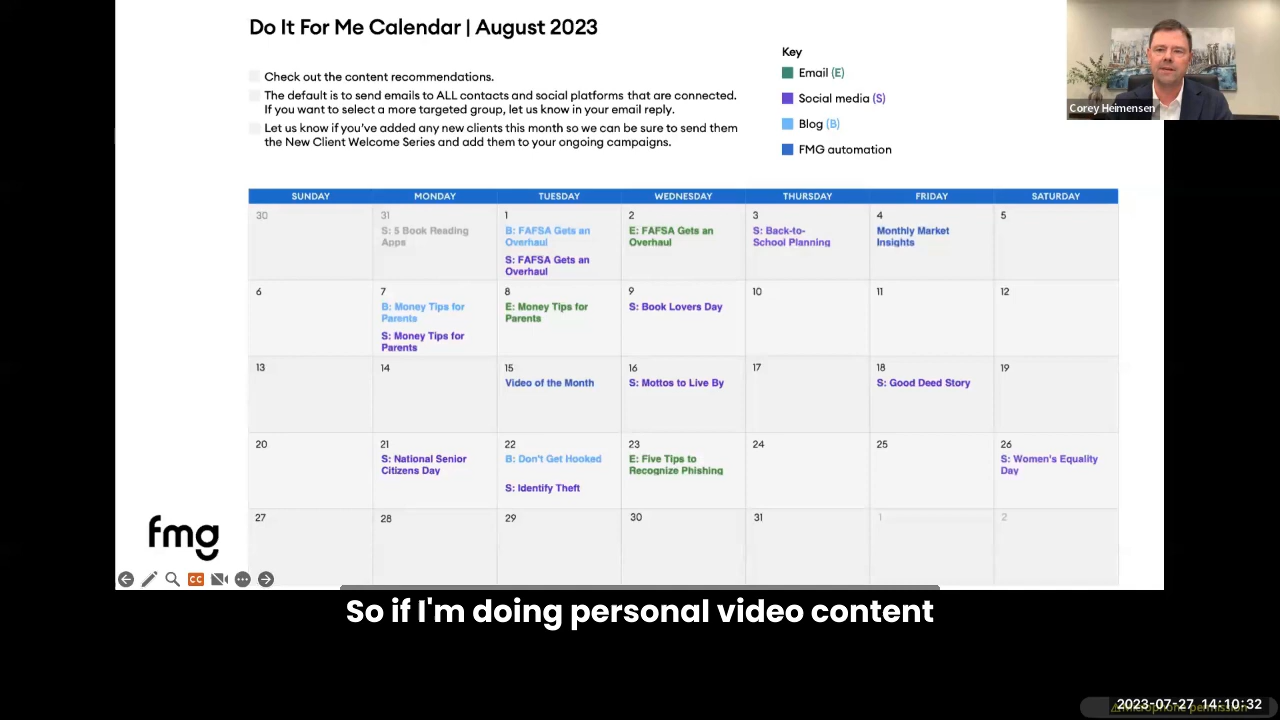 Do It For Me Calendar | August 2023
Check out the content recommendations.
The default is to send emails to ALL contacts and social platforms that are connected.
If you want to select a more targeted group, let us know in your email reply.
Let us know if you've added any new clients this month so we can be sure to send them
the New Client Welcome Series and add them to your ongoing campaigns.
Key
Email (E)
Social media (S)
Blog (B)
FMG automation
Corey Heimensen
SUNDAY MONDAY TUESDAY WEDNESDAY THURSDAY FRIDAY SATURDAY
30 31 1 2 3 4 5
S: 5 Book Reading
Apps
B: FAFSA Gets an
Overhaul
S: FAFSA Gets an
Overhaul
E: FAFSA Gets an
Overhaul
S: Back-to-
School Planning
Monthly Market
Insights
6 7 8 9 10 11 12
B: Money Tips for
Parents
S: Money Tips for
Parents
E: Money Tips for
Parents
S: Book Lovers Day
13 14 15 16 17 18 19
Video of the Month
S: Mottos to Live By
S: Good Deed Story
20 21 22 23 24 25 26
S: National Senior
Citizens Day
B: Don't Get Hooked
S: Identify Theft
E: Five Tips to
Recognize Phishing
S: Women's Equality
Day
27 28 29 30 31 1 2
fmg
CC
So if I'm doing personal video content
2023-07-27 14:10:32